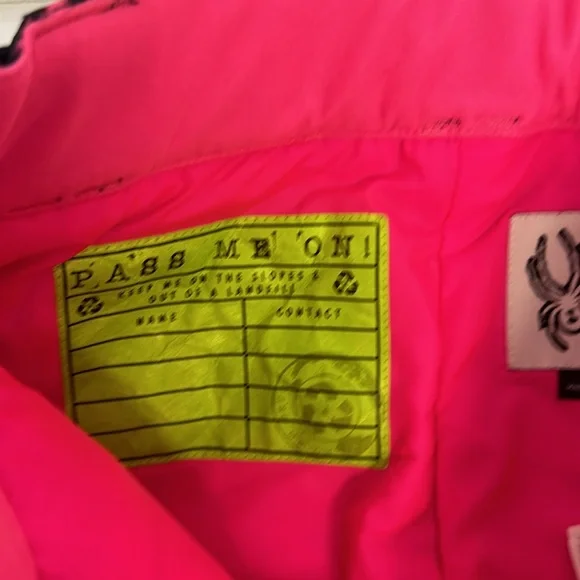 PASS ME ON!
KEEP ME ON THE SLOPES &
OUT OF A LANDFILL
NAME CONTACT